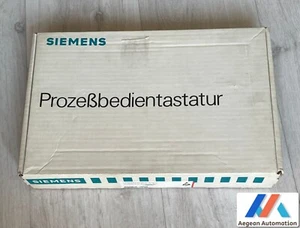 SIEMENS
Prozeßbedientastatur
SIEMENS
Aegean Automation